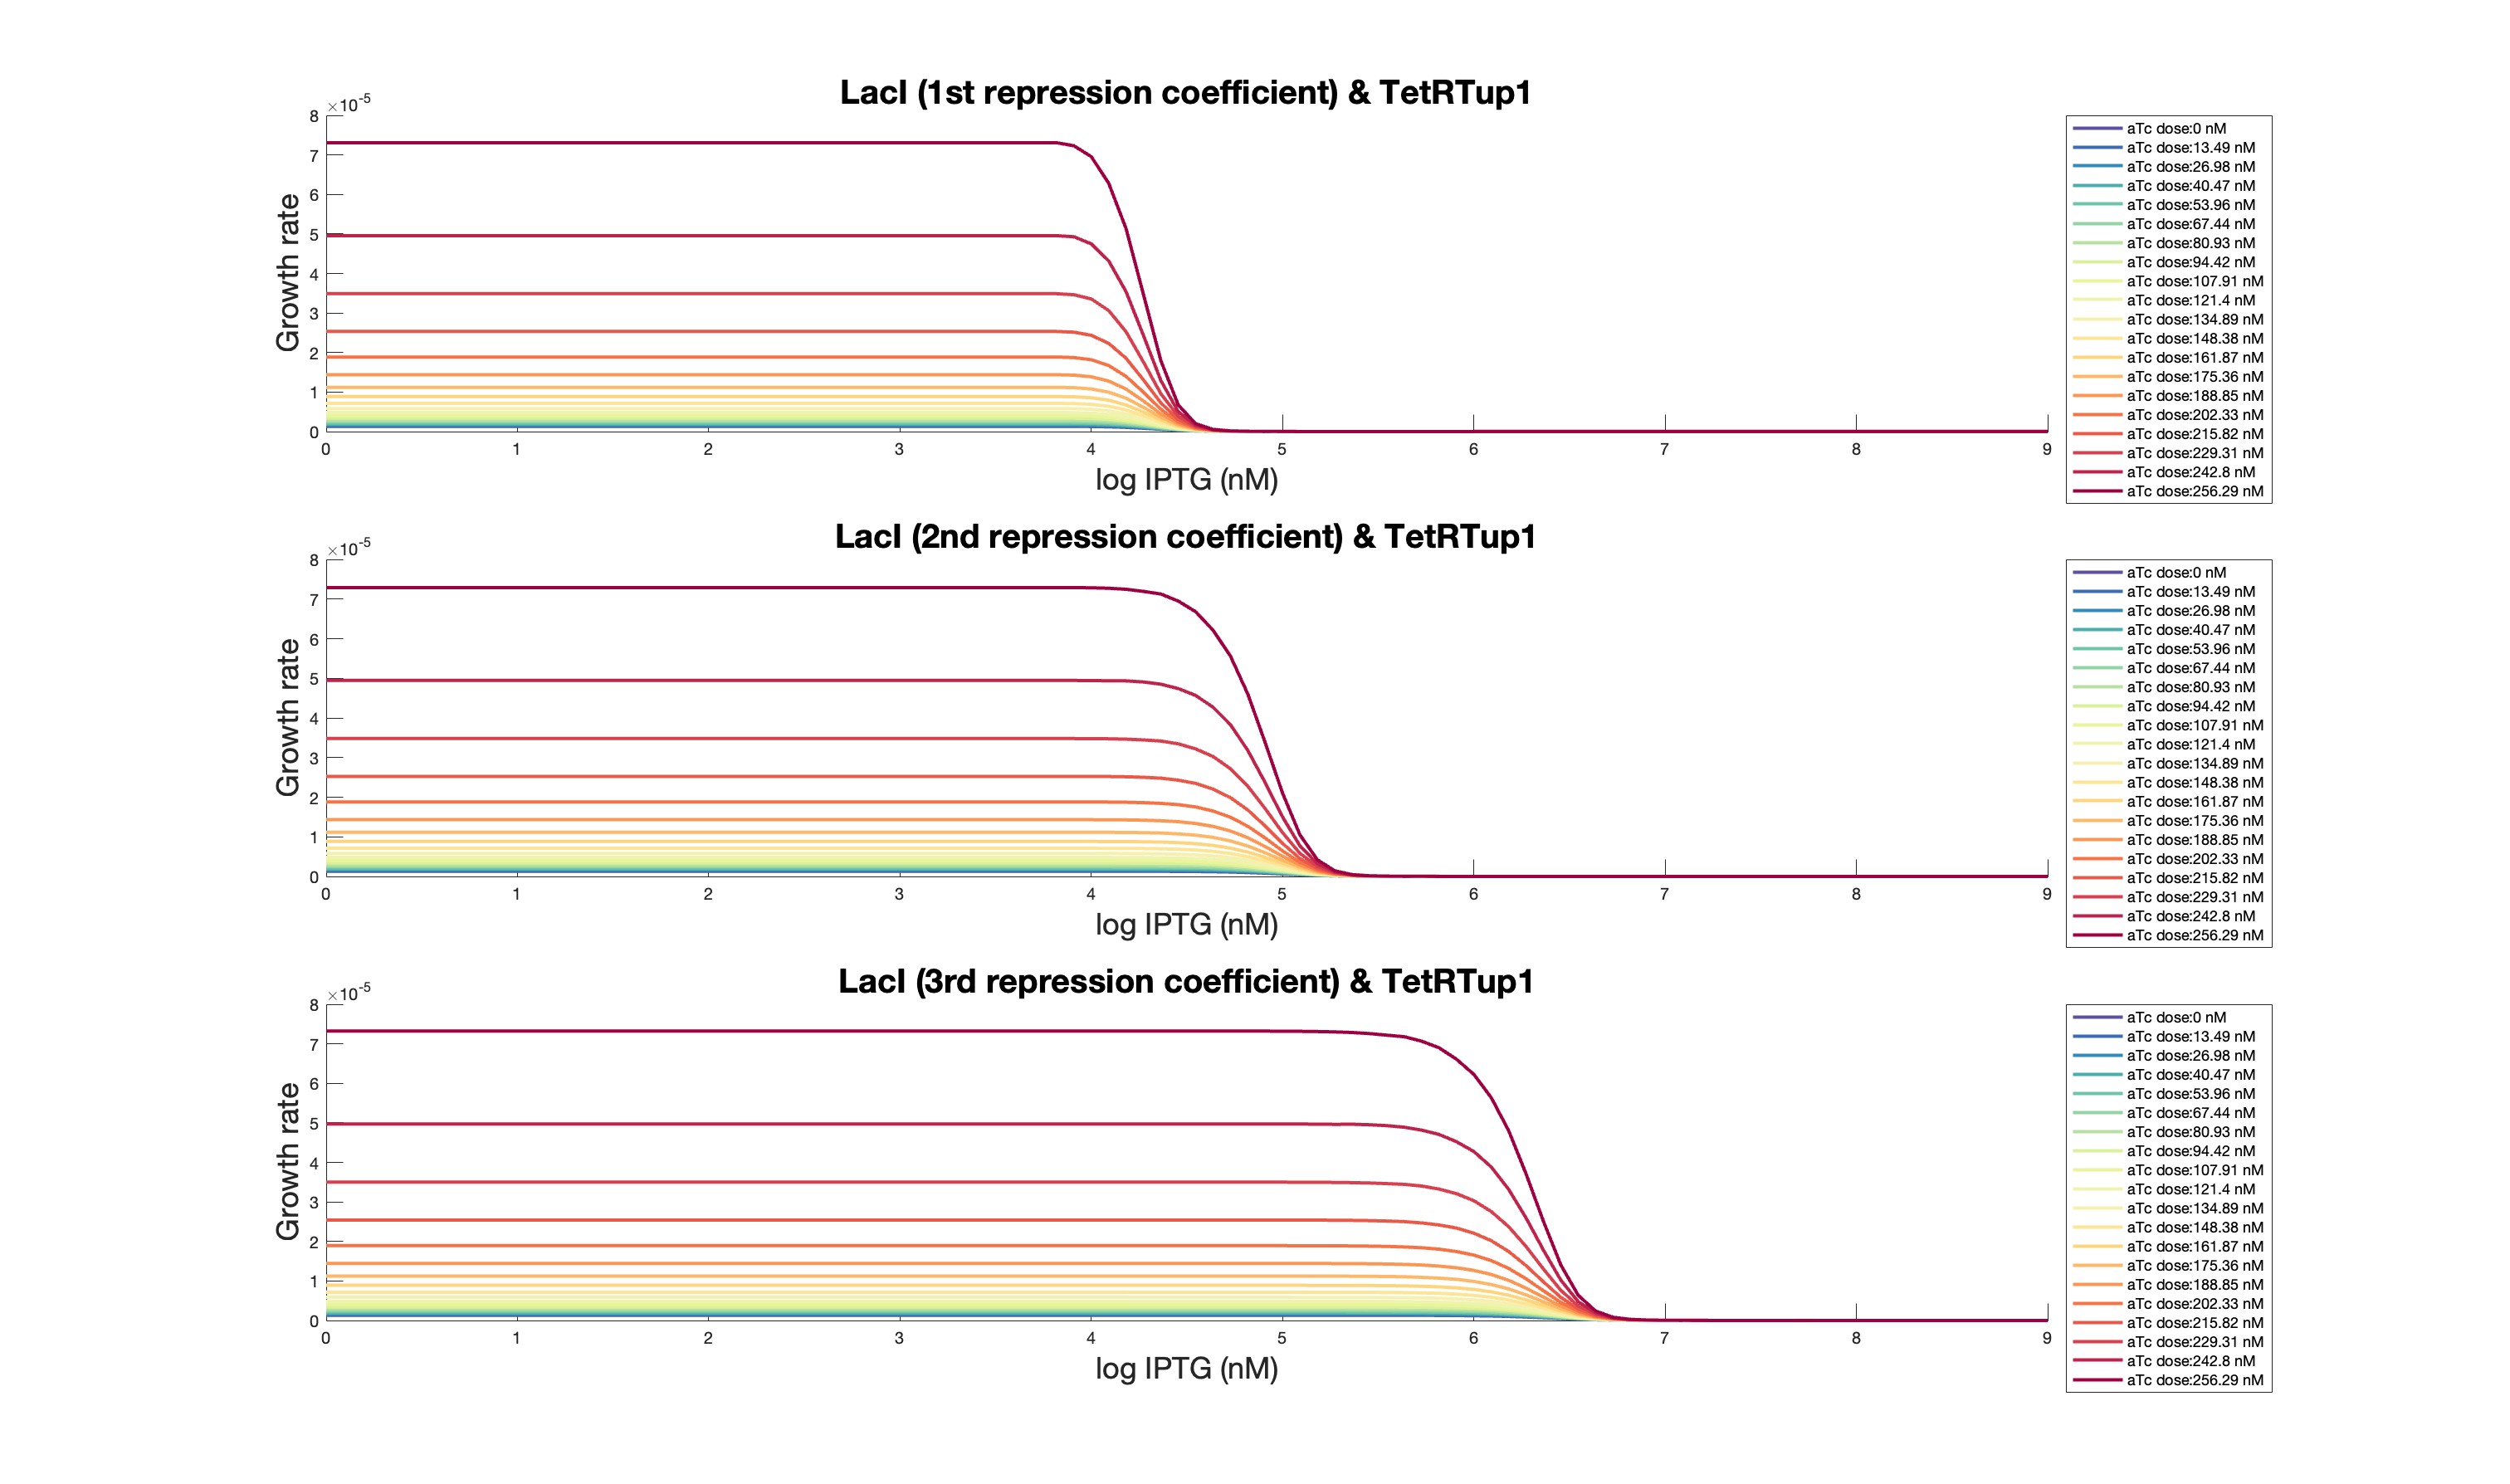 LacI (1st repression coefficient) & TetRTup1
×10-5
8
7
6
5
4
3
2
1
0
Growth rate
0 1 2 3 4 5 6 7 8 9
log IPTG (nM)
aTc dose:0 nM
aTc dose:13.49 nM
aTc dose:26.98 nM
aTc dose:40.47 nM
aTc dose:53.96 nM
aTc dose:67.44 nM
aTc dose:80.93 nM
aTc dose:94.42 nM
aTc dose:107.91 nM
aTc dose:121.4 nM
aTc dose:134.89 nM
aTc dose:148.38 nM
aTc dose:161.87 nM
aTc dose:175.36 nM
aTc dose:188.85 nM
aTc dose:202.33 nM
aTc dose:215.82 nM
aTc dose:229.31 nM
aTc dose:242.8 nM
aTc dose:256.29 nM
LacI (2nd repression coefficient) & TetRTup1
×10-5
8
7
6
5
4
3
2
1
0
Growth rate
0 1 2 3 4 5 6 7 8 9
log IPTG (nM)
aTc dose:0 nM
aTc dose:13.49 nM
aTc dose:26.98 nM
aTc dose:40.47 nM
aTc dose:53.96 nM
aTc dose:67.44 nM
aTc dose:80.93 nM
aTc dose:94.42 nM
aTc dose:107.91 nM
aTc dose:121.4 nM
aTc dose:134.89 nM
aTc dose:148.38 nM
aTc dose:161.87 nM
aTc dose:175.36 nM
aTc dose:188.85 nM
aTc dose:202.33 nM
aTc dose:215.82 nM
aTc dose:229.31 nM
aTc dose:242.8 nM
aTc dose:256.29 nM
LacI (3rd repression coefficient) & TetRTup1
×10-5
8
7
6
5
4
3
2
1
0
Growth rate
0 1 2 3 4 5 6 7 8 9
log IPTG (nM)
aTc dose:0 nM
aTc dose:13.49 nM
aTc dose:26.98 nM
aTc dose:40.47 nM
aTc dose:53.96 nM
aTc dose:67.44 nM
aTc dose:80.93 nM
aTc dose:94.42 nM
aTc dose:107.91 nM
aTc dose:121.4 nM
aTc dose:134.89 nM
aTc dose:148.38 nM
aTc dose:161.87 nM
aTc dose:175.36 nM
aTc dose:188.85 nM
aTc dose:202.33 nM
aTc dose:215.82 nM
aTc dose:229.31 nM
aTc dose:242.8 nM
aTc dose:256.29 nM